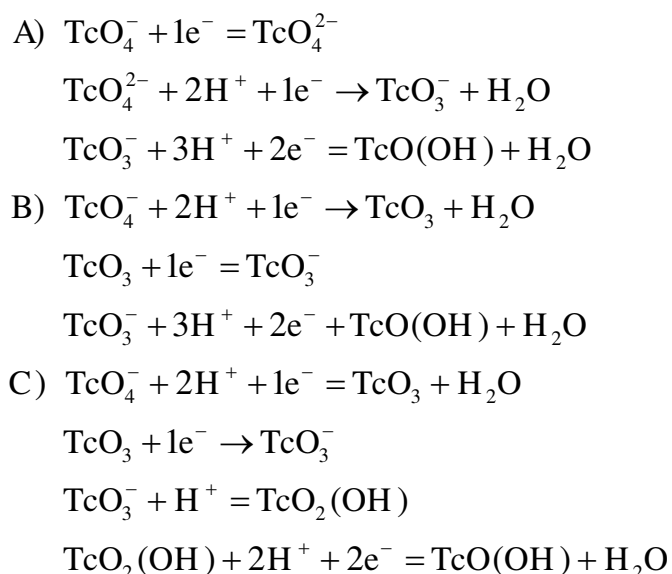 A) TcO₄⁻ + 1e⁻ = TcO₄²⁻
TcO₄²⁻ + 2H⁺ + 1e⁻ → TcO₃⁻ + H₂O
TcO₃⁻ + 3H⁺ + 2e⁻ = TcO(OH) + H₂O
B) TcO₄⁻ + 2H⁺ + 1e⁻ → TcO₃ + H₂O
TcO₃ + 1e⁻ = TcO₃⁻
TcO₃⁻ + 3H⁺ + 2e⁻ + TcO(OH) + H₂O
C) TcO₄⁻ + 2H⁺ + 1e⁻ = TcO₃ + H₂O
TcO₃ + 1e⁻ → TcO₃⁻
TcO₃⁻ + H⁺ = TcO₂(OH)
TcO₂(OH) + 2H⁺ + 2e⁻ = TcO(OH) + H₂O